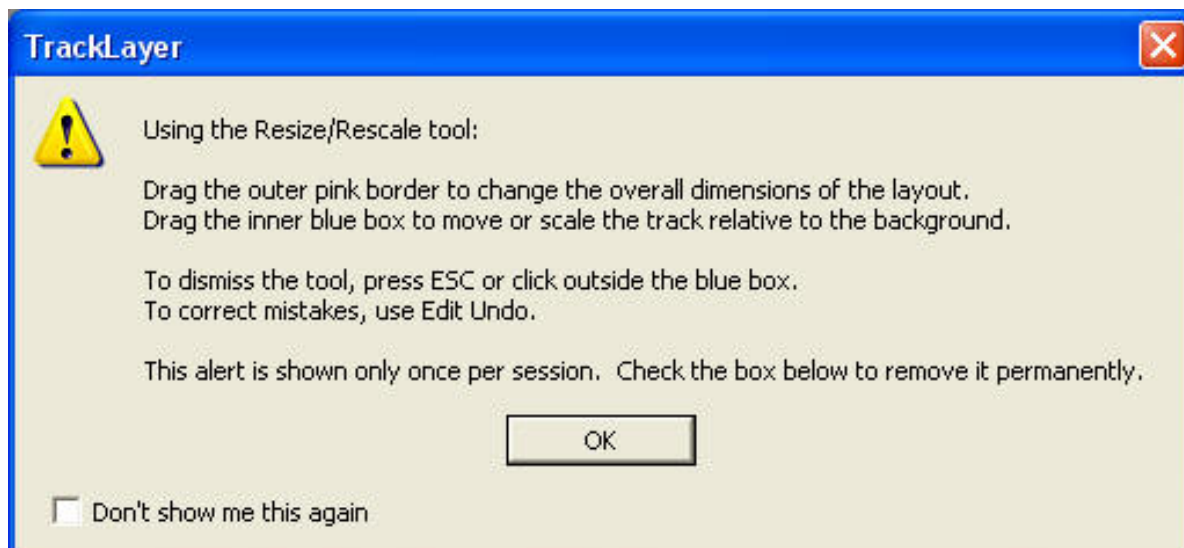 TrackLayer
Using the Resize/Rescale tool:
Drag the outer pink border to change the overall dimensions of the layout.
Drag the inner blue box to move or scale the track relative to the background.
To dismiss the tool, press ESC or click outside the blue box.
To correct mistakes, use Edit Undo.
This alert is shown only once per session.  Check the box below to remove it permanently.
OK
Don't show me this again